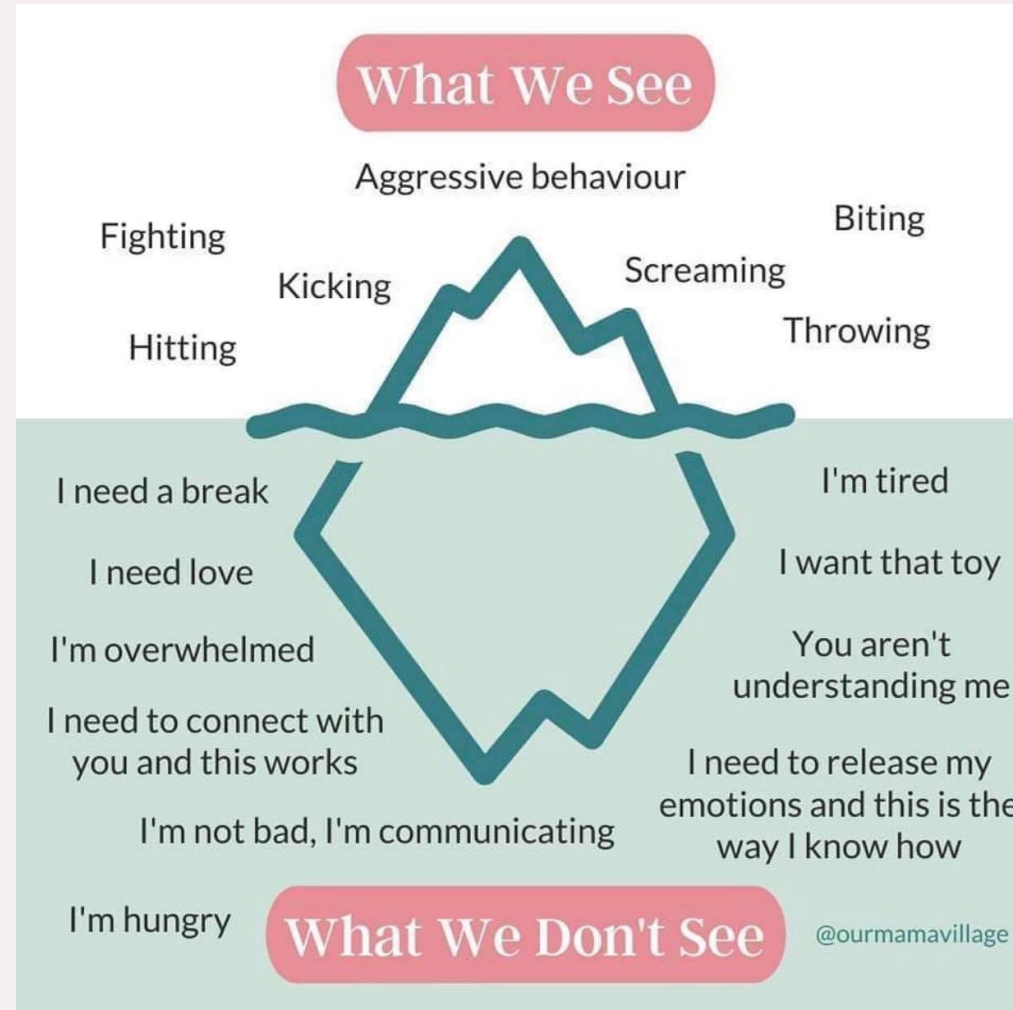 What We See
Aggressive behaviour
Biting
Fighting
Screaming
Kicking
Throwing
Hitting
I need a break
I'm tired
I need love
I want that toy
I'm overwhelmed
You aren't
understanding me
I need to connect with
you and this works
I need to release my
emotions and this is the
way I know how
I'm not bad, I'm communicating
I'm hungry
What We Don't See
@ourmamavillage